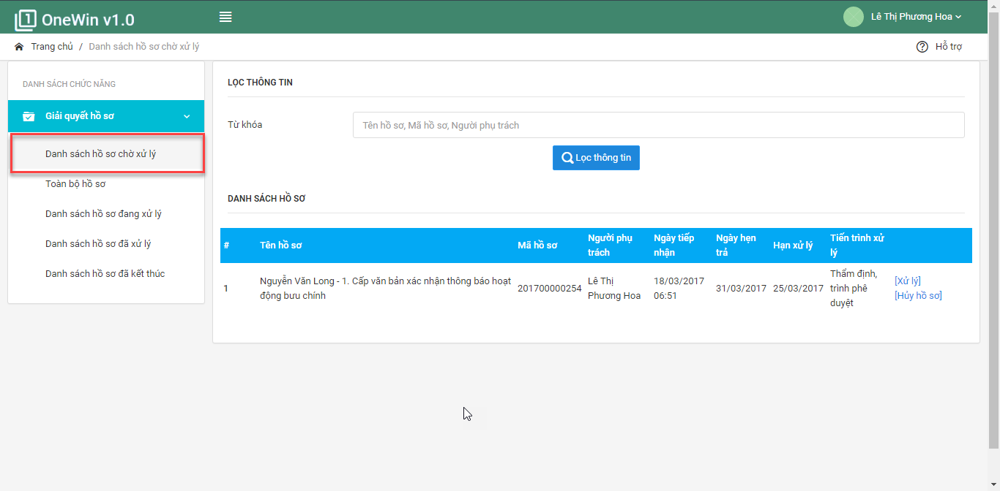 OneWin v1.0
Lê Thị Phương Hoa
Trang chủ / Danh sách hồ sơ chờ xử lý
Hỗ trợ
DANH SÁCH CHỨC NĂNG
Giải quyết hồ sơ
Danh sách hồ sơ chờ xử lý
Toàn bộ hồ sơ
Danh sách hồ sơ đang xử lý
Danh sách hồ sơ đã xử lý
Danh sách hồ sơ đã kết thúc
LỌC THÔNG TIN
Từ khóa
Tên hồ sơ, Mã hồ sơ, Người phụ trách
Lọc thông tin
DANH SÁCH HỒ SƠ
#
Tên hồ sơ
Mã hồ sơ
Người phụ
trách
Ngày tiếp
nhận
Ngày hẹn
trả
Hạn xử lý
Tiến trình xử
lý
1
Nguyễn Văn Long - 1. Cấp văn bản xác nhận thông báo hoạt
động bưu chính
201700000254
Lê Thị
Phương Hoa
18/03/2017
06:51
31/03/2017
25/03/2017
Thẩm định,
trình phê
duyệt
[Xử lý]
[Hủy hồ sơ]